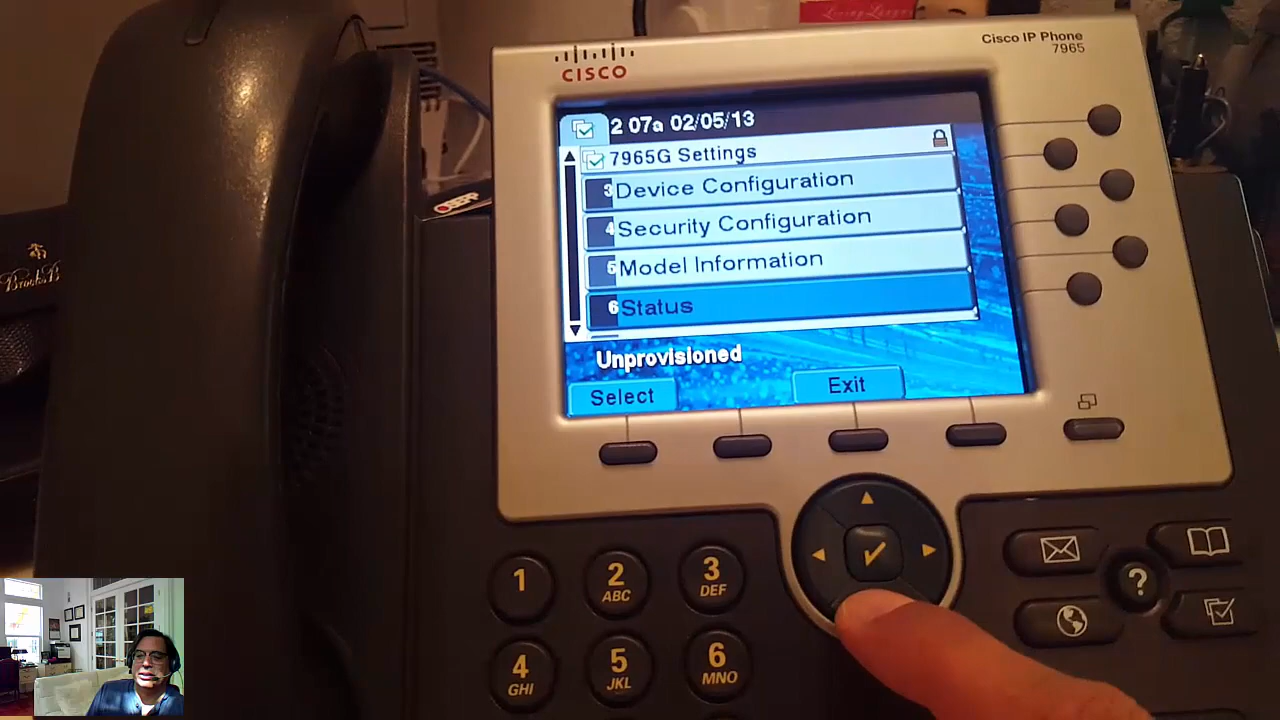 Cisco IP Phone
7965
CISCO
2 07a 02/05/13
7965G Settings
3 Device Configuration
4 Security Configuration
5 Model Information
6 Status
Unprovisioned
Select
Exit
1
2
ABC
3
DEF
4
GHI
5
JKL
6
MNO
?